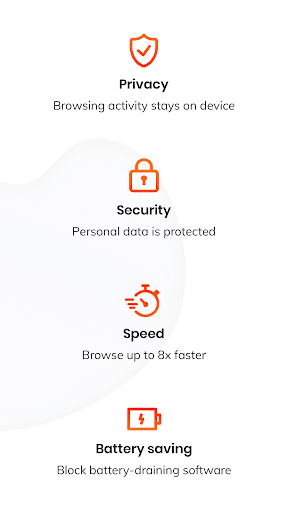 Privacy
Browsing activity stays on device
Security
Personal data is protected
Speed
Browse up to 8x faster
Battery saving
Block battery-draining software